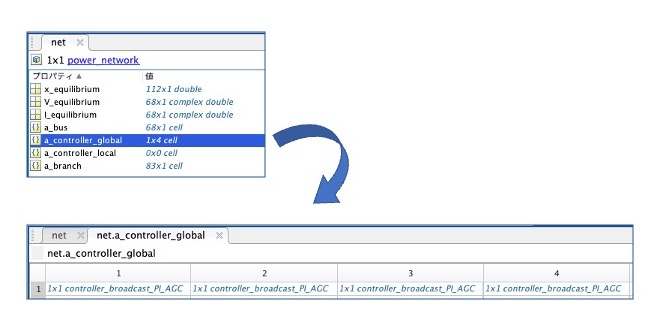 net
1x1 power_network
プロパティ 値
x_equilibrium 112x1 double
V_equilibrium 68x1 complex double
I_equilibrium 68x1 complex double
a_bus 68x1 cell
a_controller_global 1x4 cell
a_controller_local 0x0 cell
a_branch 83x1 cell
net net.a_controller_global
net.a_controller_global
1 2 3 4
1 1x1 controller_broadcast_PI_AGC 1x1 controller_broadcast_PI_AGC 1x1 controller_broadcast_PI_AGC 1x1 controller_broadcast_PI_AGC